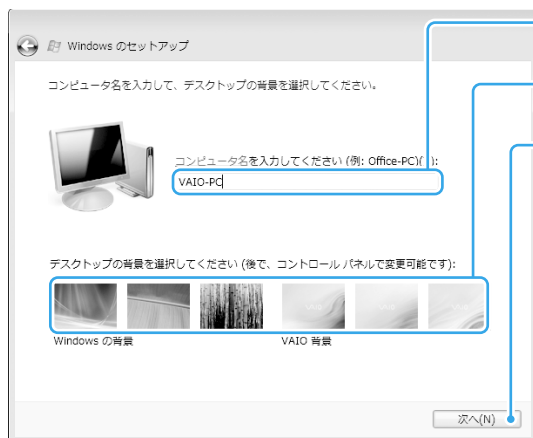 Windows のセットアップ
コンピュータ名を入力して、デスクトップの背景を選択してください。
コンピュータ名を入力してください (例: Office-PC)( ):
VAIO-PC
デスクトップの背景を選択してください (後で、コントロール パネルで変更可能です):
Windows の背景
VAIO 背景
次へ(N)